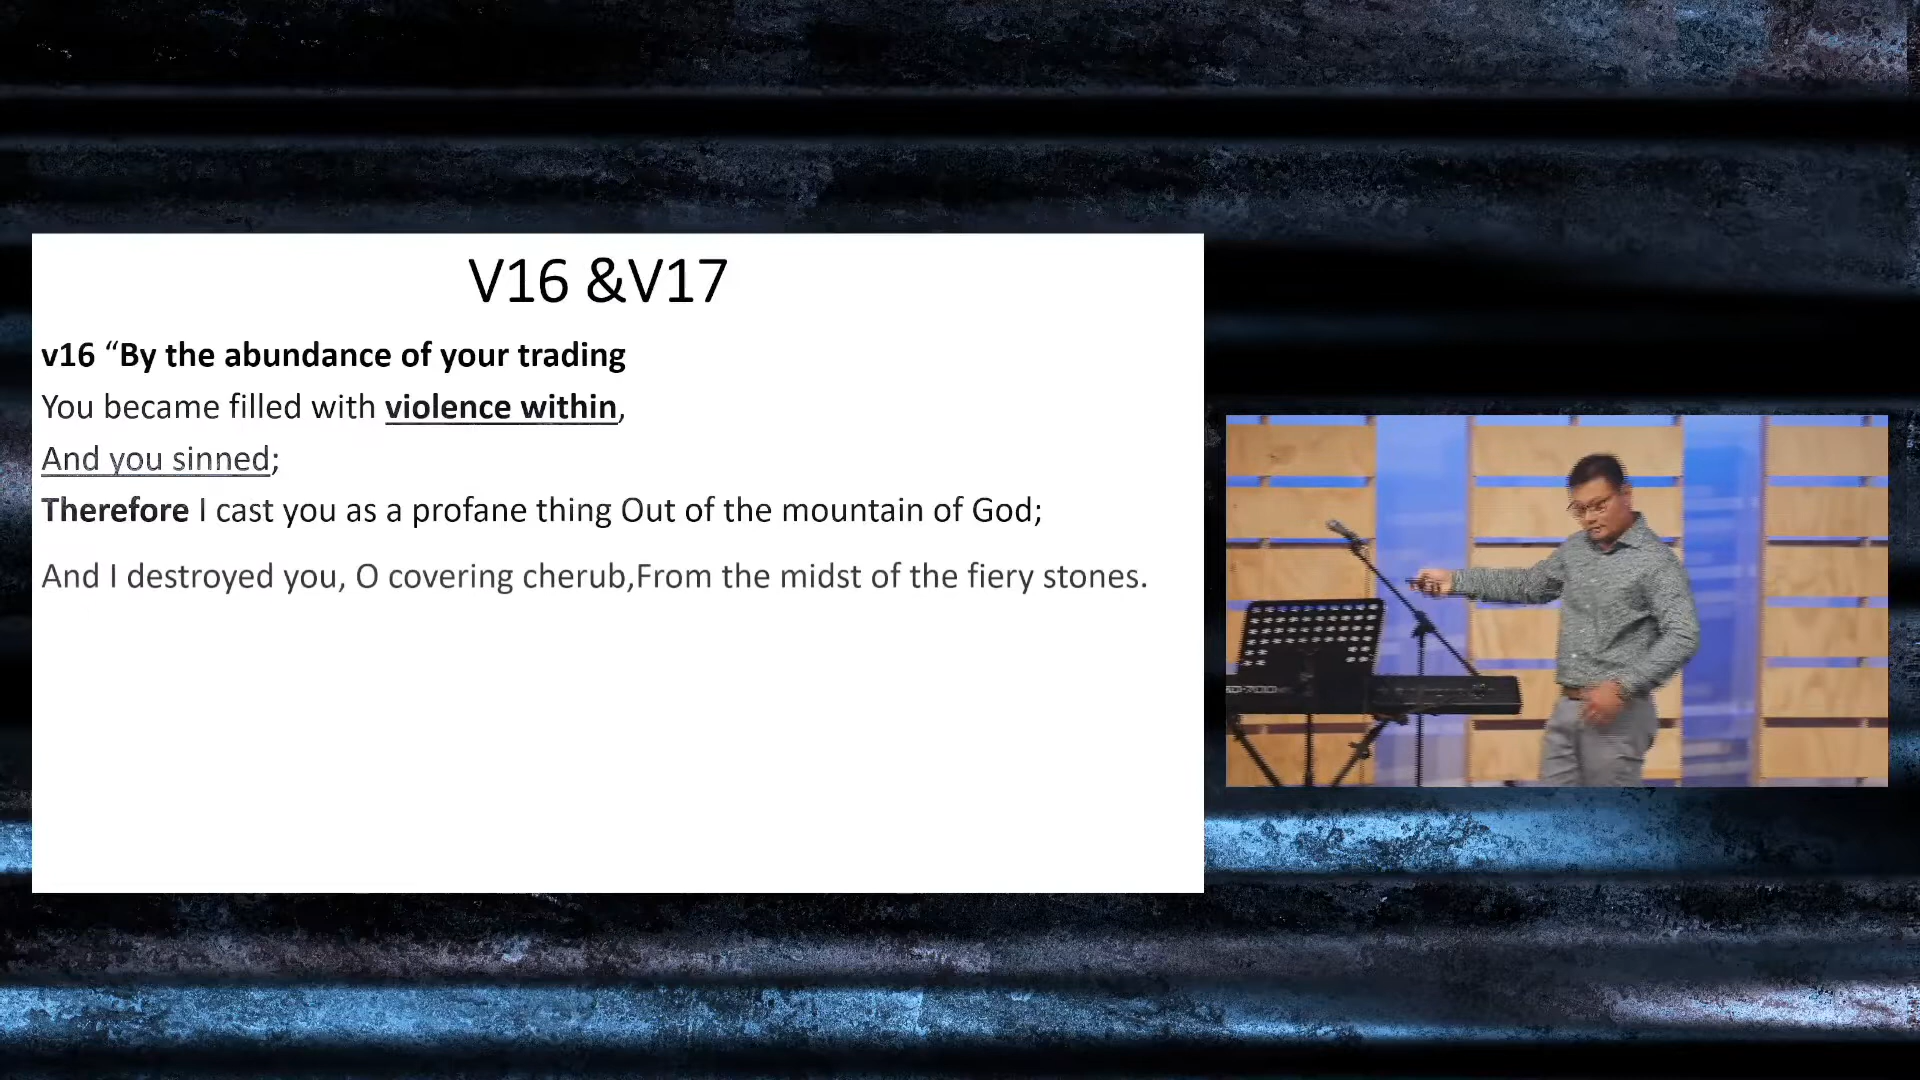 V16 &V17
v16 “By the abundance of your trading
You became filled with violence within,
And you sinned;
Therefore I cast you as a profane thing Out of the mountain of God;
And I destroyed you, O covering cherub,From the midst of the fiery stones.